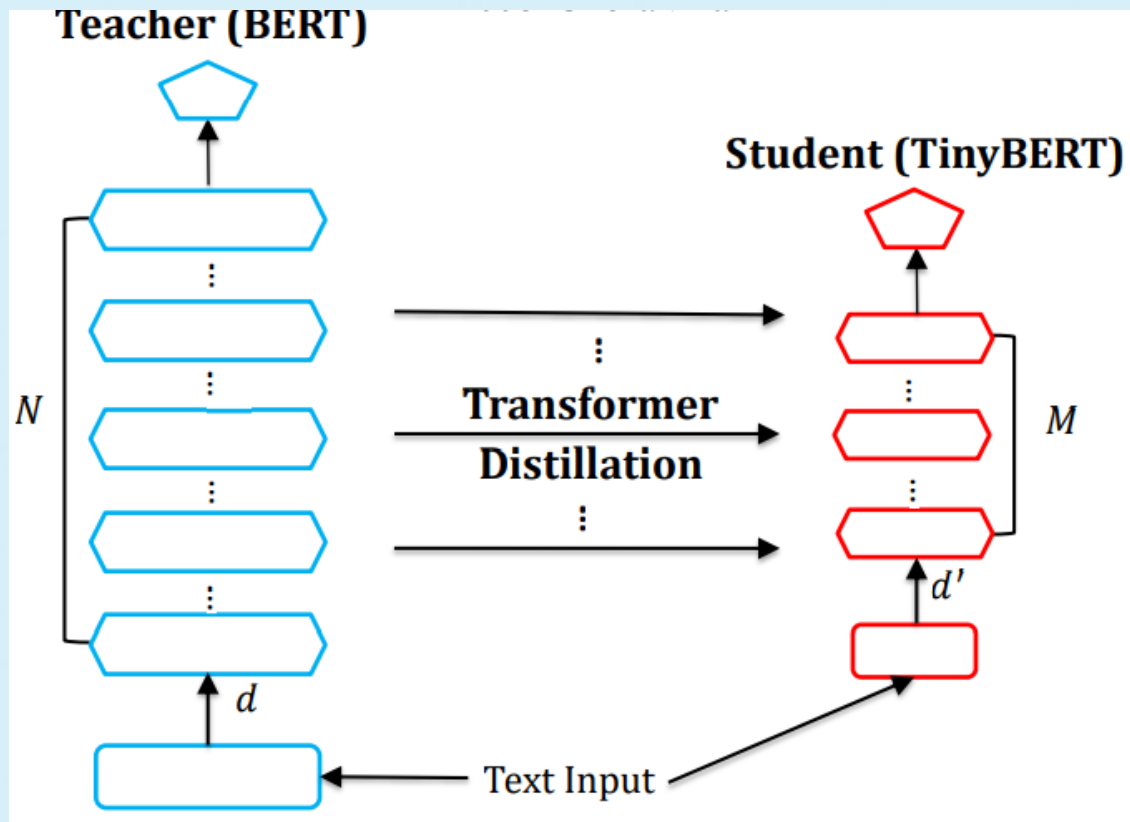 Teacher (BERT)
Student (TinyBERT)
N
Transformer
Distillation
M
d
d′
Text Input